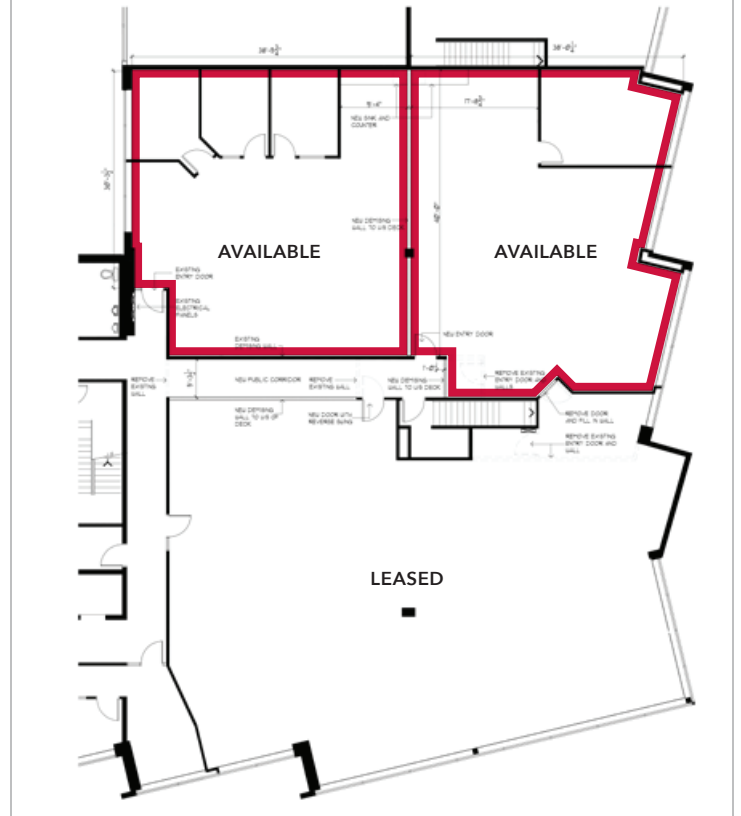 NEW SINK AND
COUNTER
AVAILABLE
AVAILABLE
NEW DEMISING
WALL TO U/S DECK
EXISTING
ENTRY DOOR
EXISTING
ELECTRICAL
PANELS
EXISTING
DEMISING WALL
NEW ENTRY DOOR
REMOVE
EXISTING
WALL
NEW PUBLIC CORRIDOR
REMOVE
EXISTING WALL
NEW DEMISING
WALL TO U/S DECK
REMOVE EXISTING
ENTRY DOOR AND
WALLS
NEW DEMISING
WALL TO U/S OF
DECK
NEW DOOR WITH
REVERSE SWING
REMOVE DOOR
AND FILL IN WALL
REMOVE EXISTING
ENTRY DOOR AND
WALL
LEASED